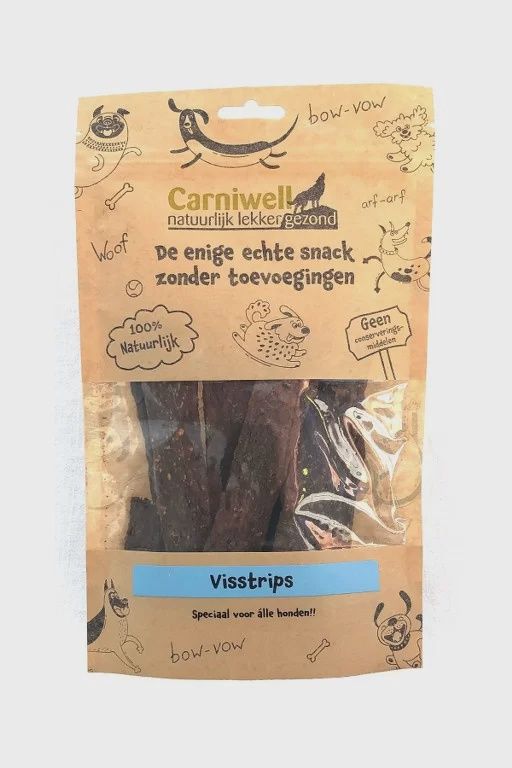 bow-vow
Carniwell
natuurlijk lekker gezond
arf-arf
Woof
De enige echte snack
zonder toevoegingen
100%
Natuurlijk
Geen
conserverings-
middelen
Visstrips
Speciaal voor álle honden!!
bow-vow